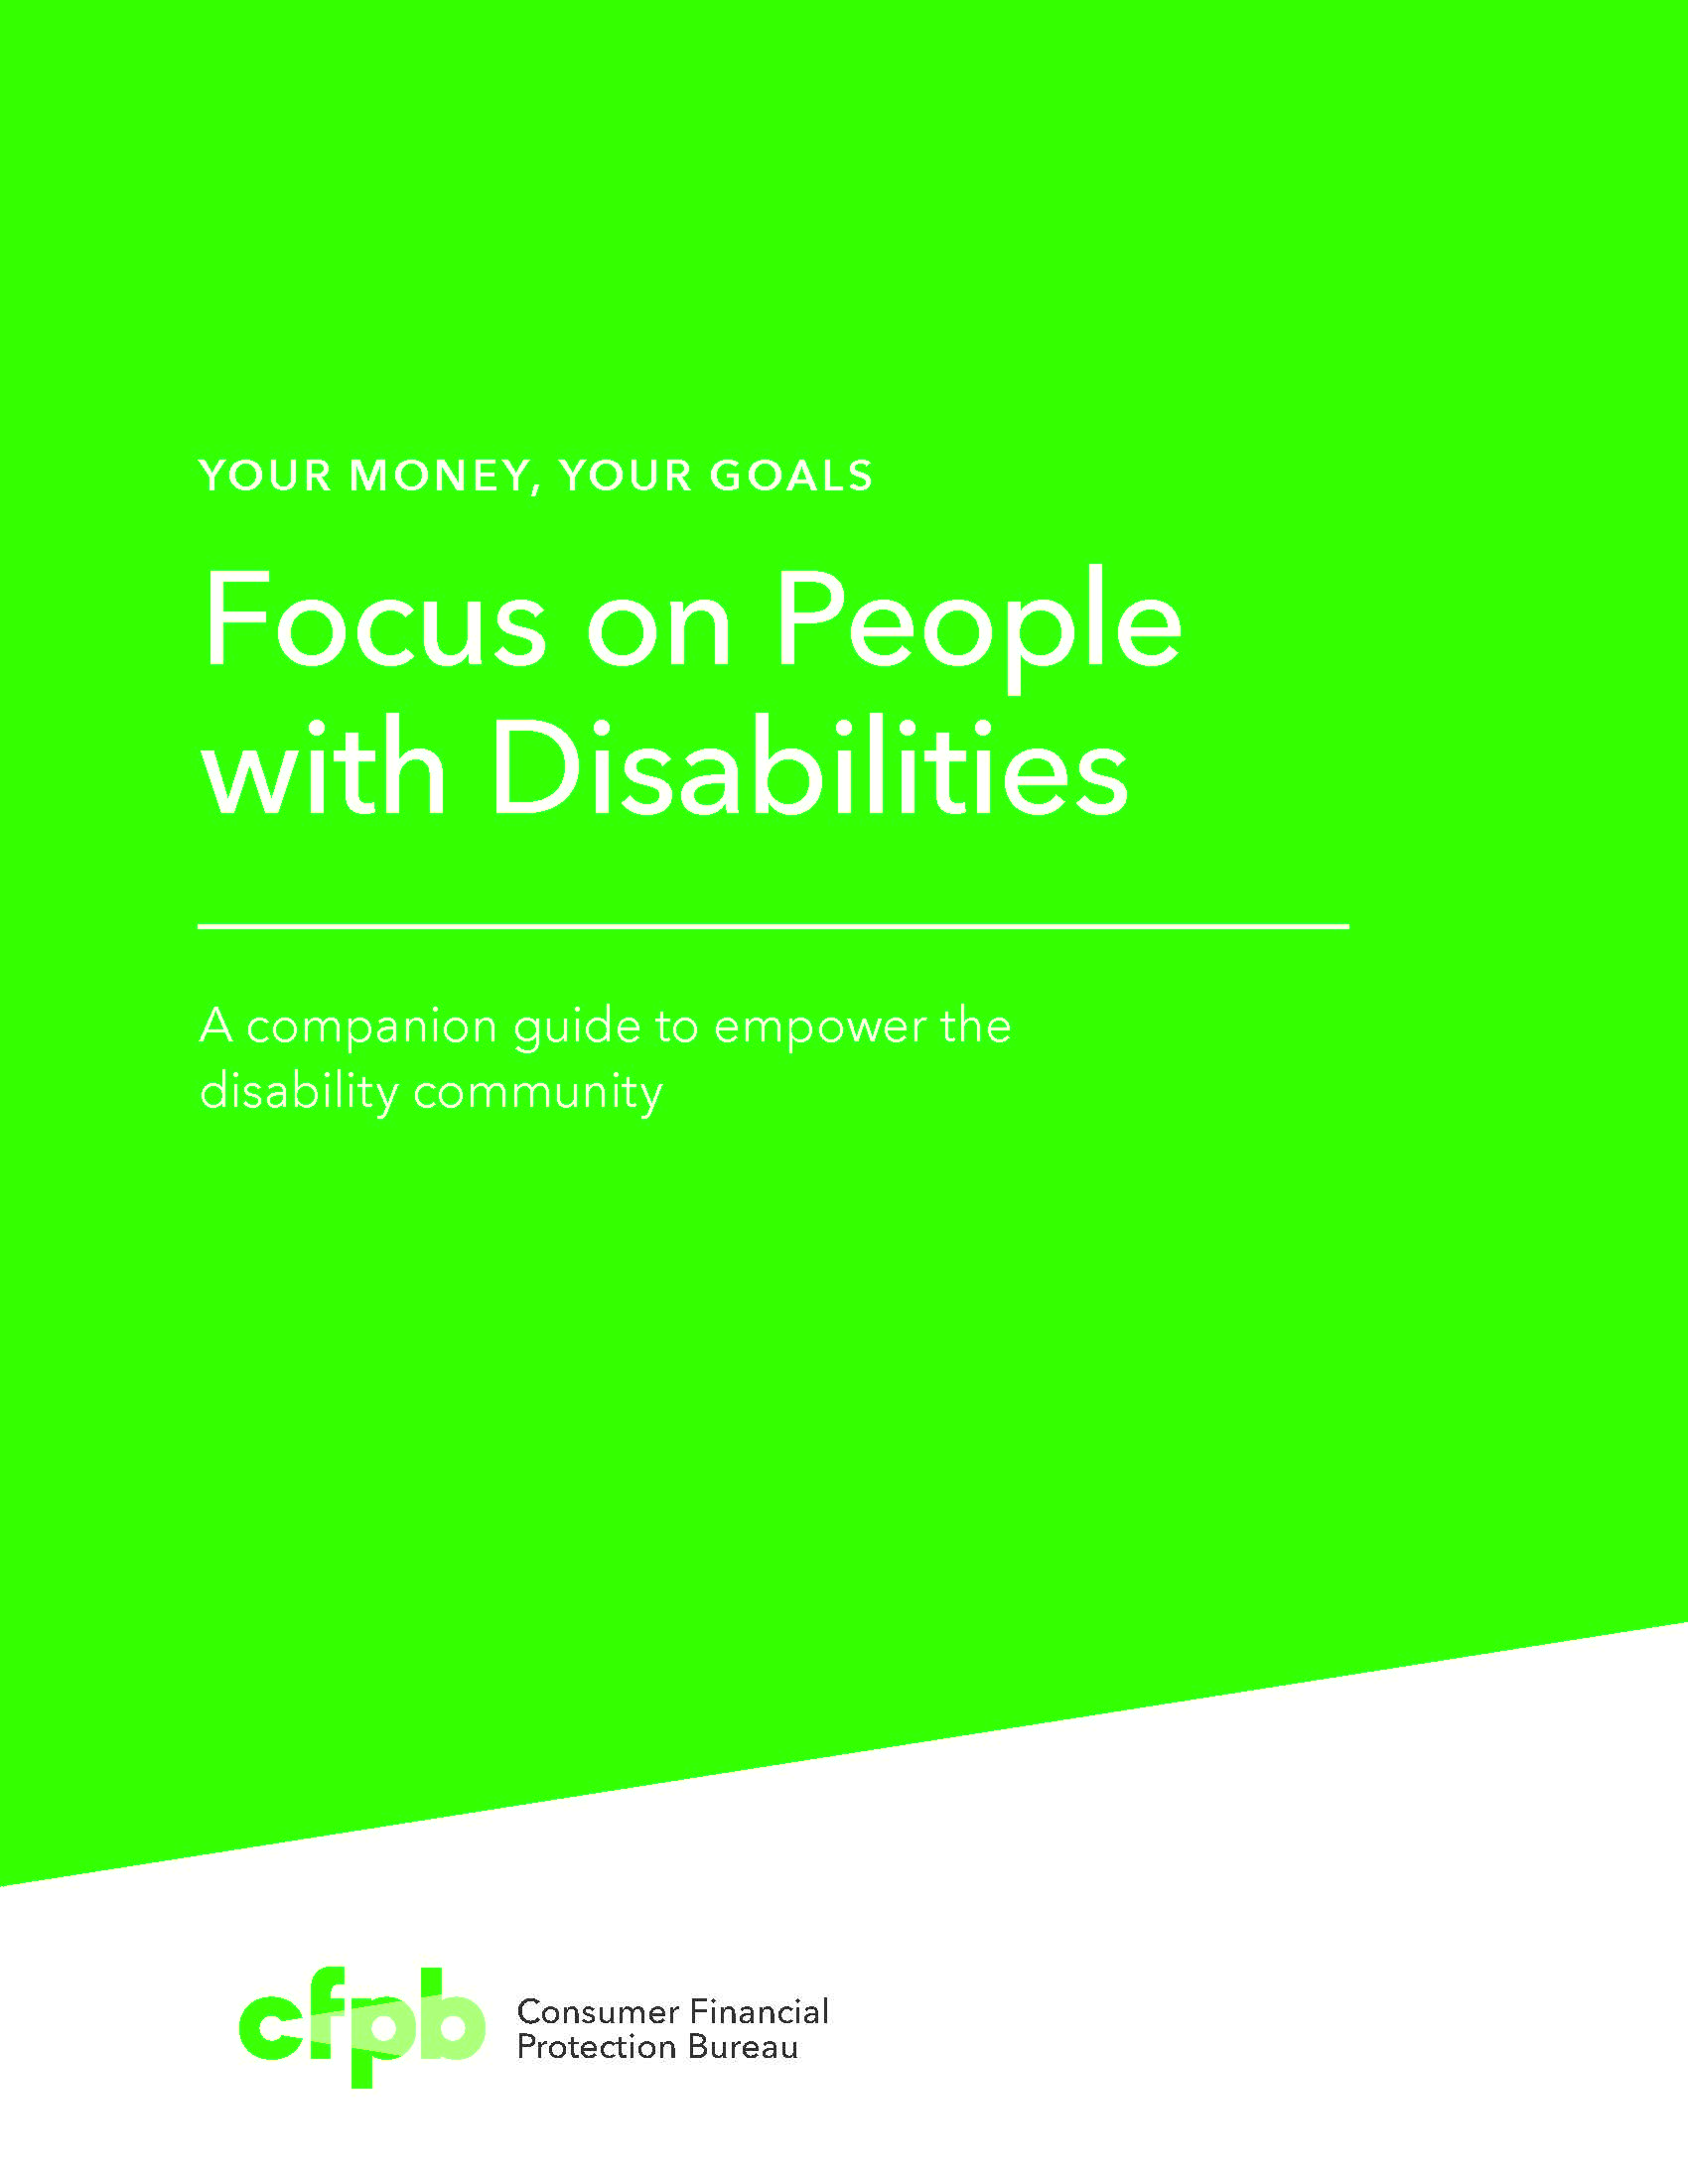 YOUR MONEY, YOUR GOALS
Focus on People
with Disabilities
A companion guide to empower the
disability community
cfpb
Consumer Financial
Protection Bureau